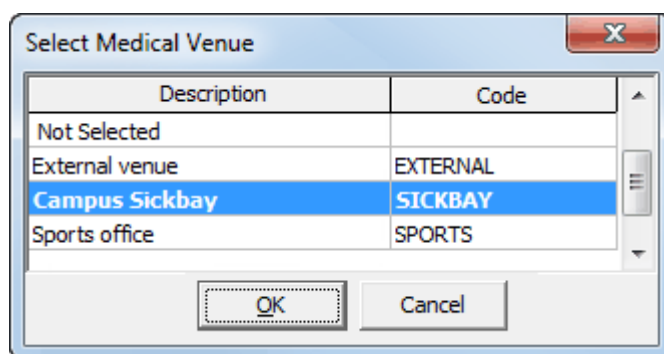 Select Medical Venue
Description Code
Not Selected
External venue EXTERNAL
Campus Sickbay SICKBAY
Sports office SPORTS
OK Cancel